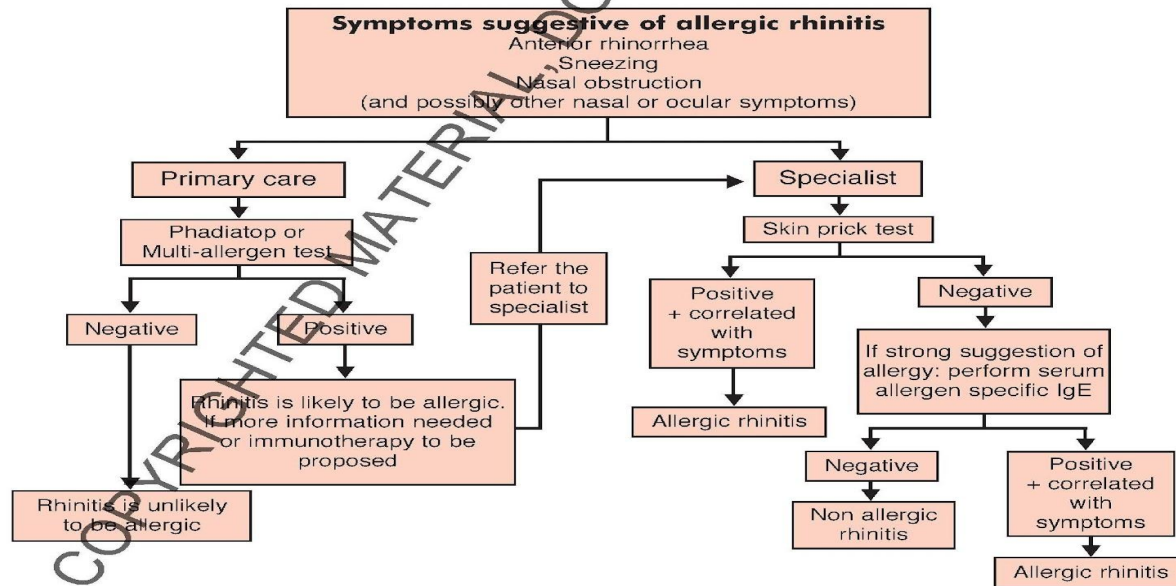 Symptoms suggestive of allergic rhinitis
Anterior rhinorrhea
Sneezing
Nasal obstruction
(and possibly other nasal or ocular symptoms)
Primary care
Specialist
Phadiatop or
Multi-allergen test
Skin prick test
Refer the
patient to
specialist
Negative
Positive
Positive
+ correlated
with
symptoms
Negative
If strong suggestion of
allergy: perform serum
allergen specific IgE
Rhinitis is likely to be allergic.
If more information needed
or immunotherapy to be
proposed
Allergic rhinitis
Negative
Positive
+ correlated
with
symptoms
Rhinitis is unlikely
to be allergic
Non allergic
rhinitis
Allergic rhinitis
COPYRIGHTED MATERIAL,